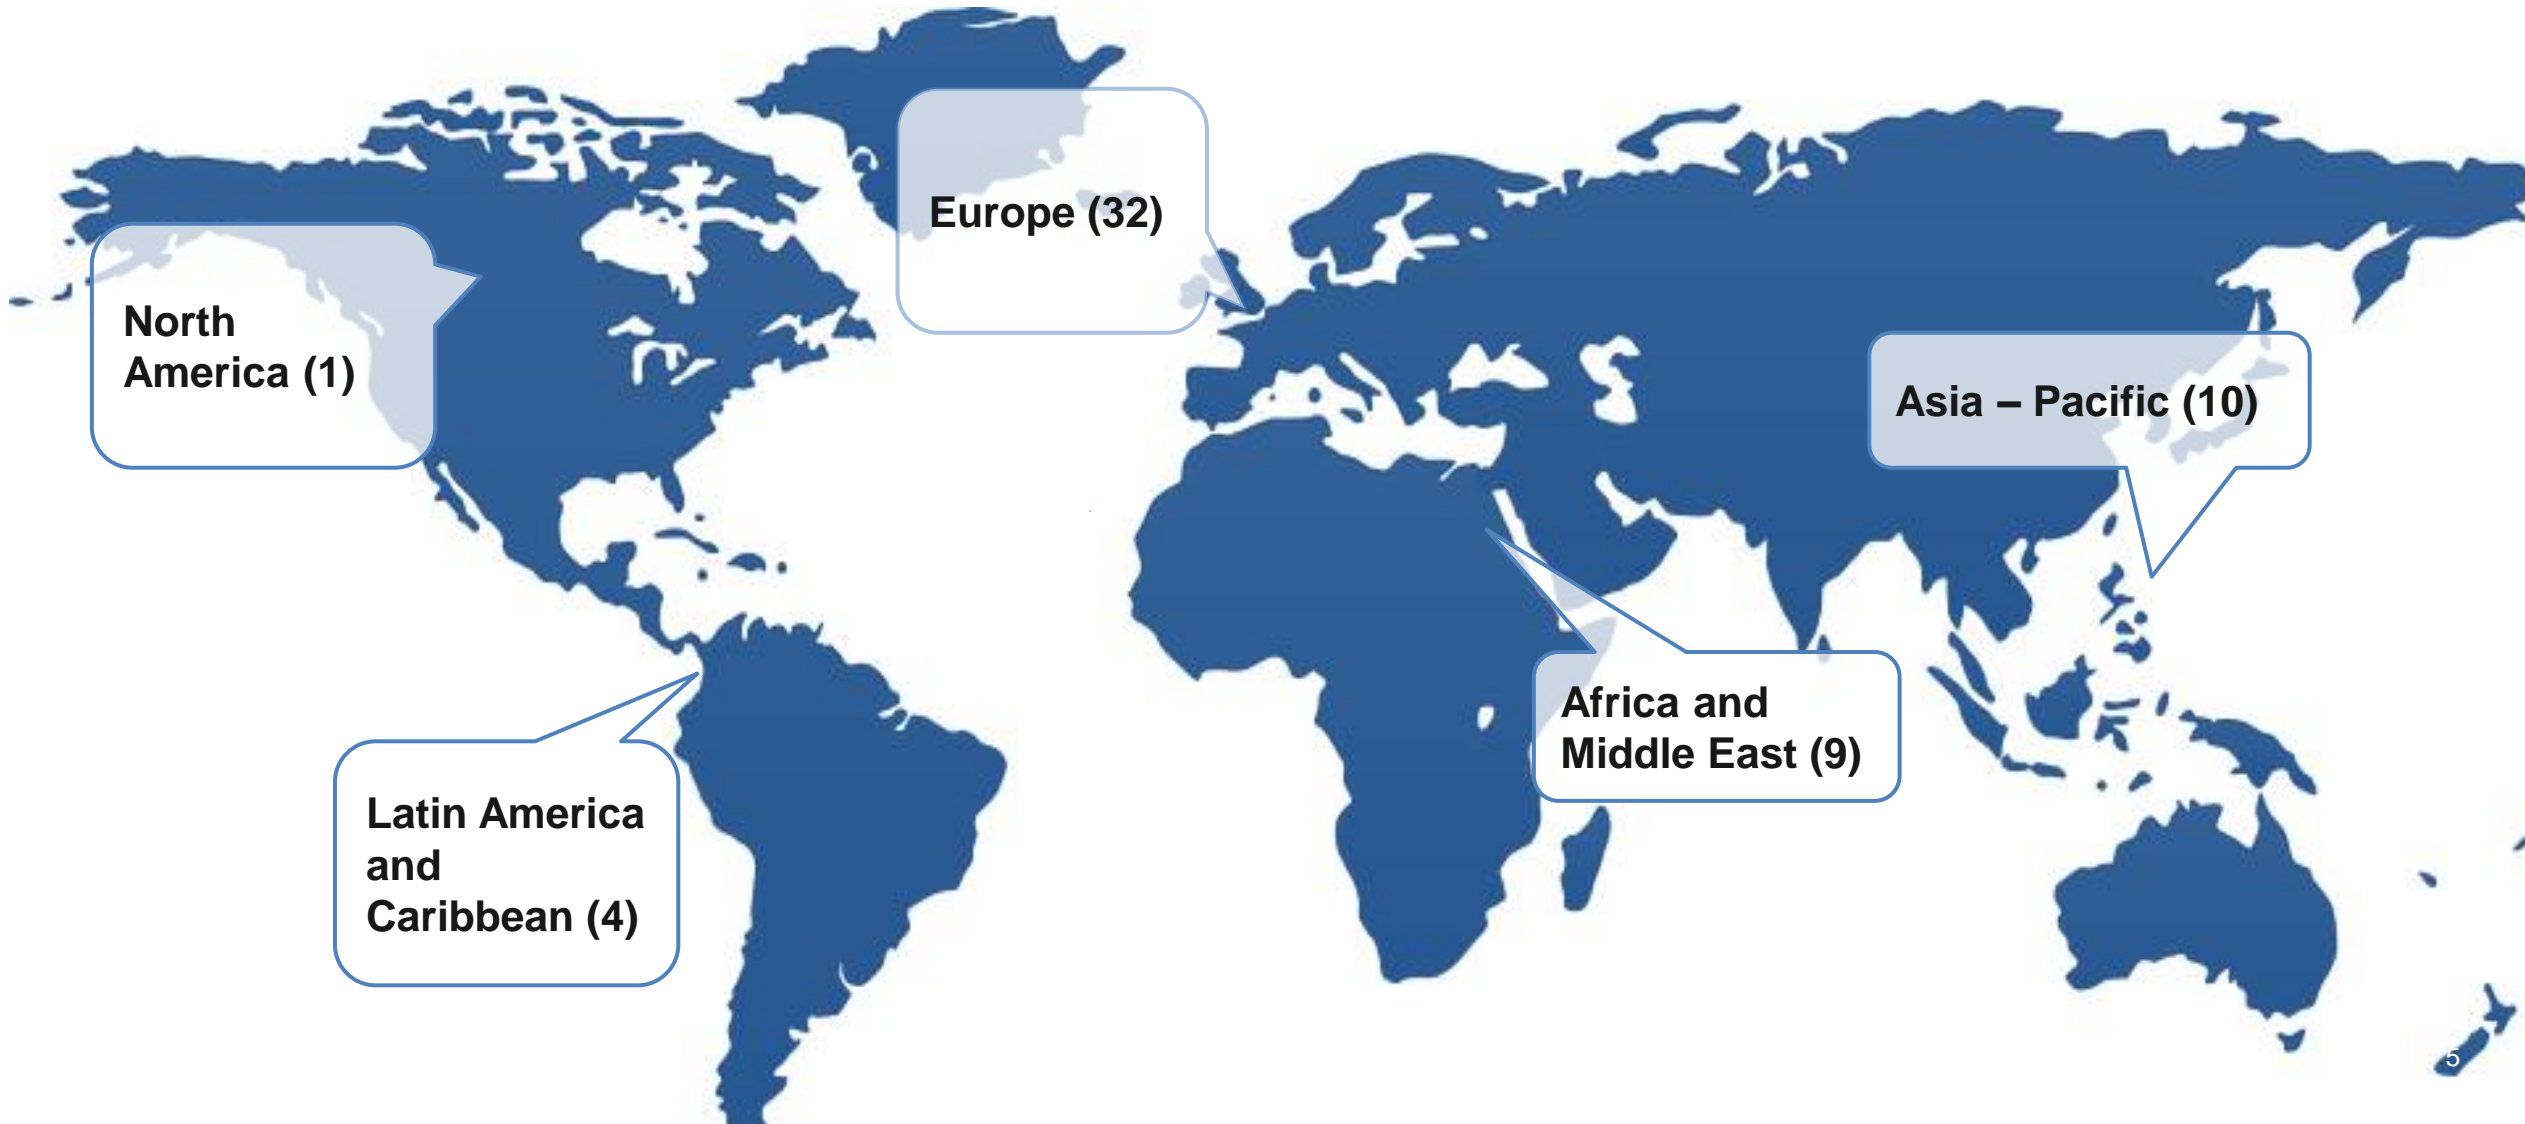 Europe (32)
North
America (1)
Asia – Pacific (10)
Africa and
Middle East (9)
Latin America
and
Caribbean (4)
5